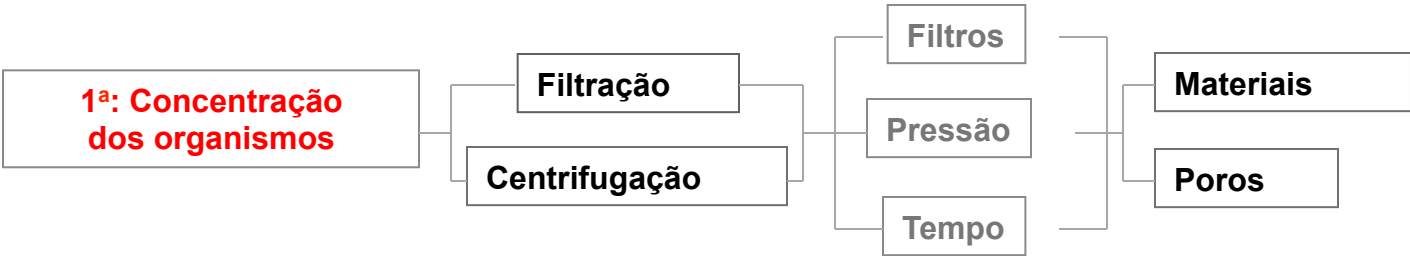 1ª: Concentração
dos organismos
Filtração
Centrifugação
Filtros
Pressão
Tempo
Materiais
Poros